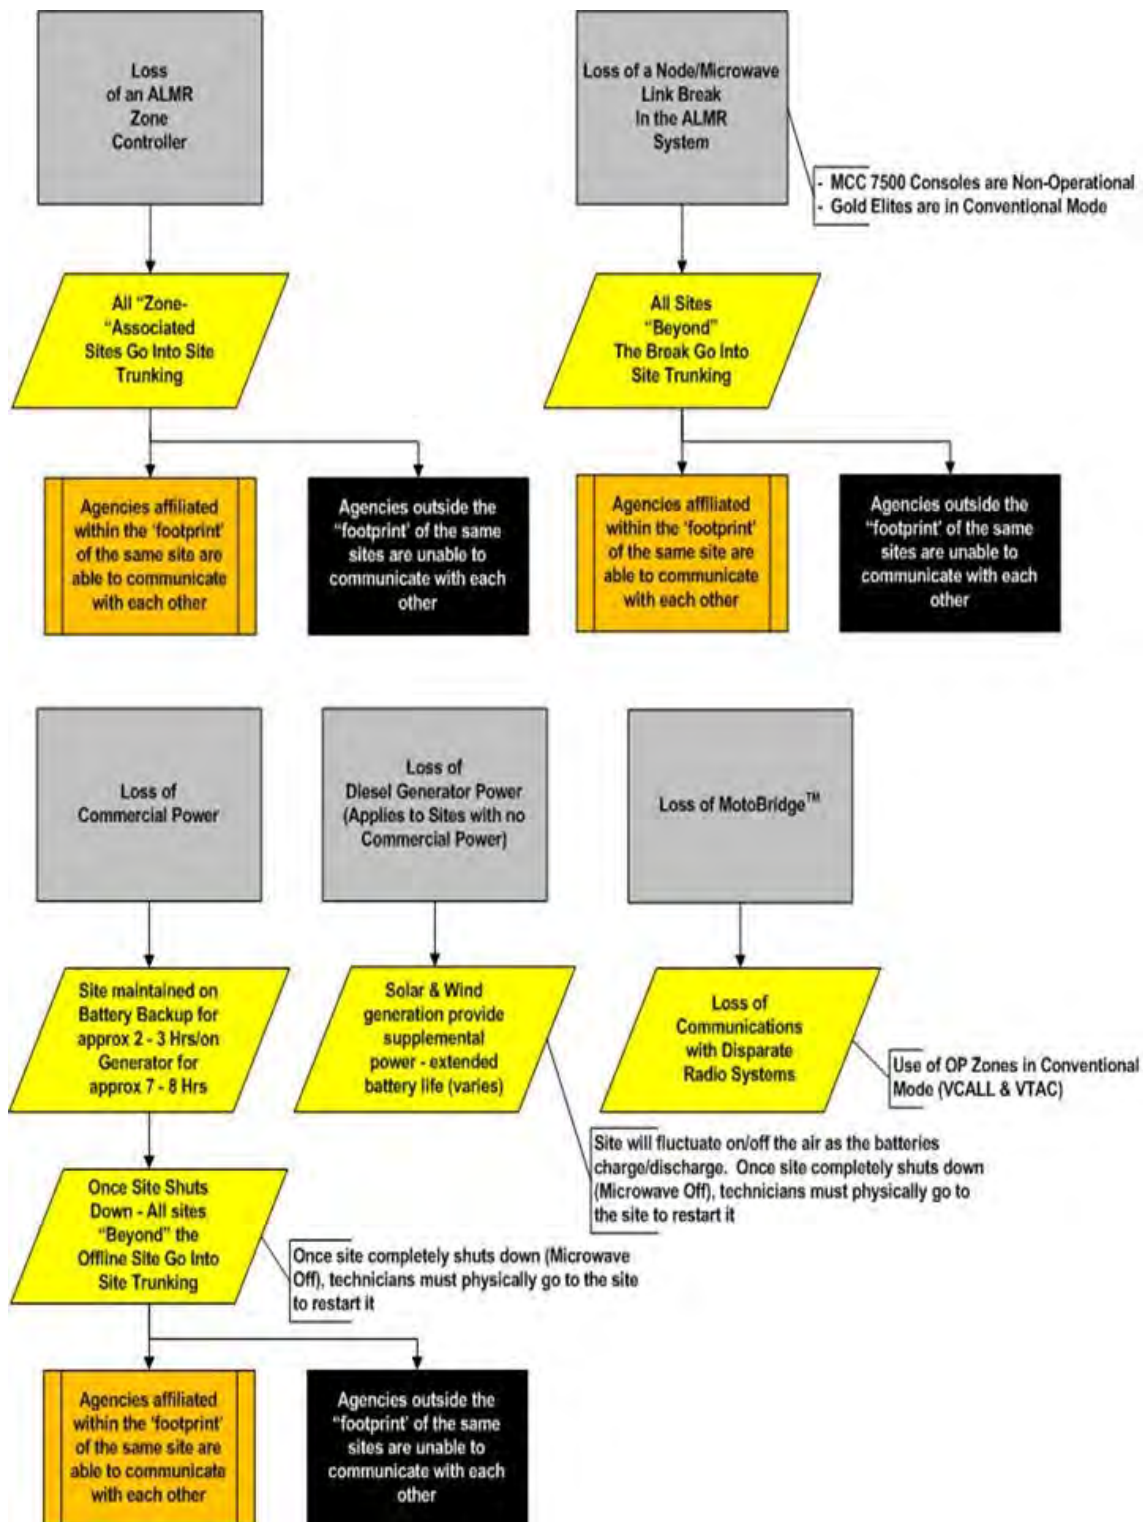 Loss
of an ALMR
Zone
Controller
Loss of a Node/Microwave
Link Break
In the ALMR
System
- MCC 7500 Consoles are Non-Operational
- Gold Elites are in Conventional Mode
All “Zone-
“Associated
Sites Go Into Site
Trunking
All Sites
“Beyond”
The Break Go Into
Site Trunking
Agencies affiliated
within the ‘footprint’
of the same site are
able to communicate
with each other
Agencies outside the
“footprint’ of the same
sites are unable to
communicate with each
other
Agencies affiliated
within the ‘footprint’
of the same site are
able to communicate
with each other
Agencies outside the
“footprint’ of the same
sites are unable to
communicate with each
other
Loss of
Commercial Power
Loss of
Diesel Generator Power
(Applies to Sites with no
Commercial Power)
Loss of MotoBridge™
Site maintained on
Battery Backup for
approx 2 - 3 Hrs/on
Generator for
approx 7 - 8 Hrs
Solar & Wind
generation provide
supplemental
power - extended
battery life (varies)
Loss of
Communications
with Disparate
Radio Systems
Use of OP Zones in Conventional
Mode (VCALL & VTAC)
Site will fluctuate on/off the air as the batteries
charge/discharge. Once site completely shuts down
(Microwave Off), technicians must physically go to
the site to restart it
Once Site Shuts
Down - All sites
“Beyond” the
Offline Site Go Into
Site Trunking
Once site completely shuts down (Microwave
Off), technicians must physically go to the site
to restart it
Agencies affiliated
within the ‘footprint’
of the same site are
able to communicate
with each other
Agencies outside the
“footprint’ of the same
sites are unable to
communicate with each
other